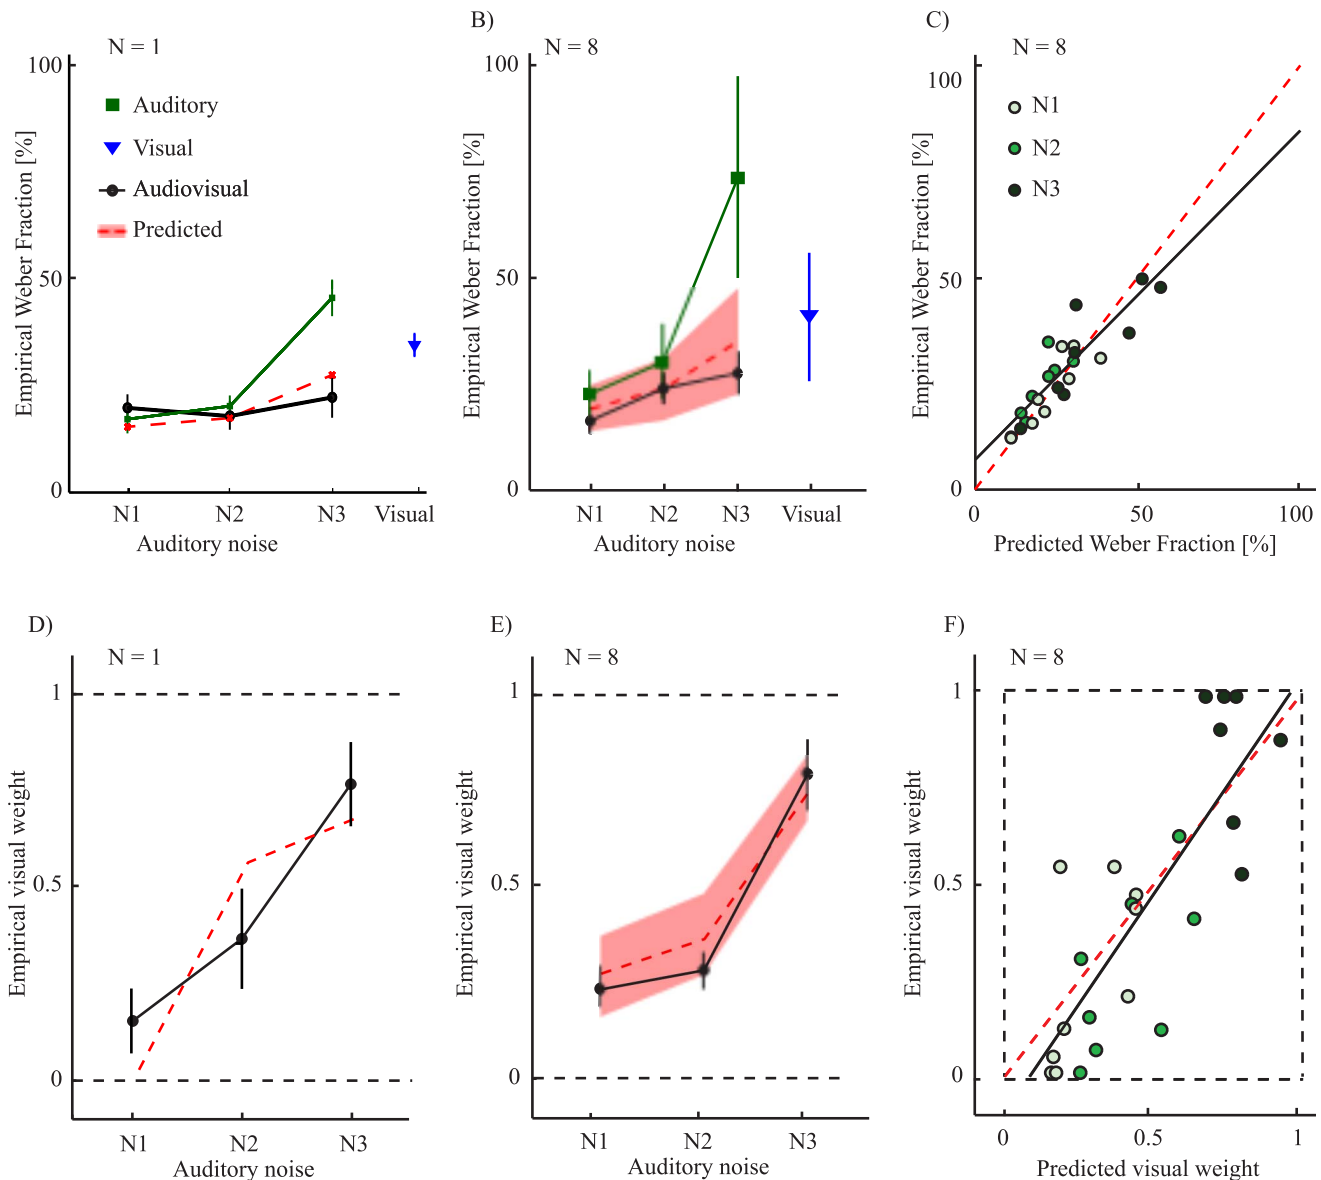 N = 1
100
50
0
Empirical Weber Fraction [%]
Auditory
Visual
Audiovisual
Predicted
N1 N2 N3 Visual
Auditory noise
B)
N = 8
100
50
0
Empirical Weber Fraction [%]
N1 N2 N3 Visual
Auditory noise
C)
N = 8
100
50
0
Empirical Weber Fraction [%]
N1
N2
N3
0 50 100
Predicted Weber Fraction [%]
D)
N = 1
1
0.5
0
Empirical visual weight
N1 N2 N3
Auditory noise
E)
N = 8
1
0.5
0
Empirical visual weight
N1 N2 N3
Auditory noise
F)
N = 8
1
0.5
0
Empirical visual weight
0 0.5 1
Predicted visual weight